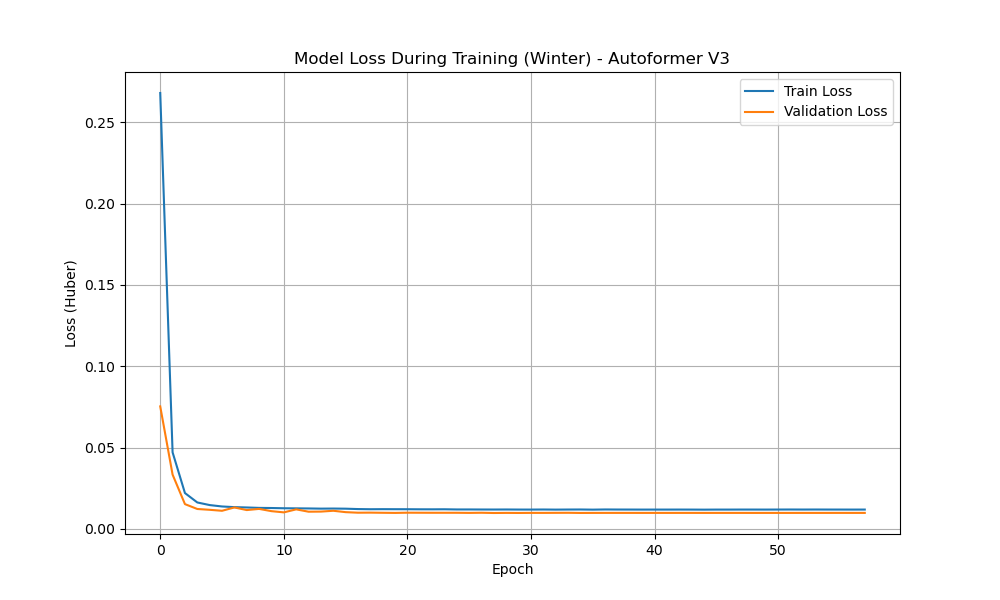 Model Loss During Training (Winter) - Autoformer V3
Train Loss
Validation Loss
Loss (Huber)
0.25
0.20
0.15
0.10
0.05
0.00
0 10 20 30 40 50
Epoch